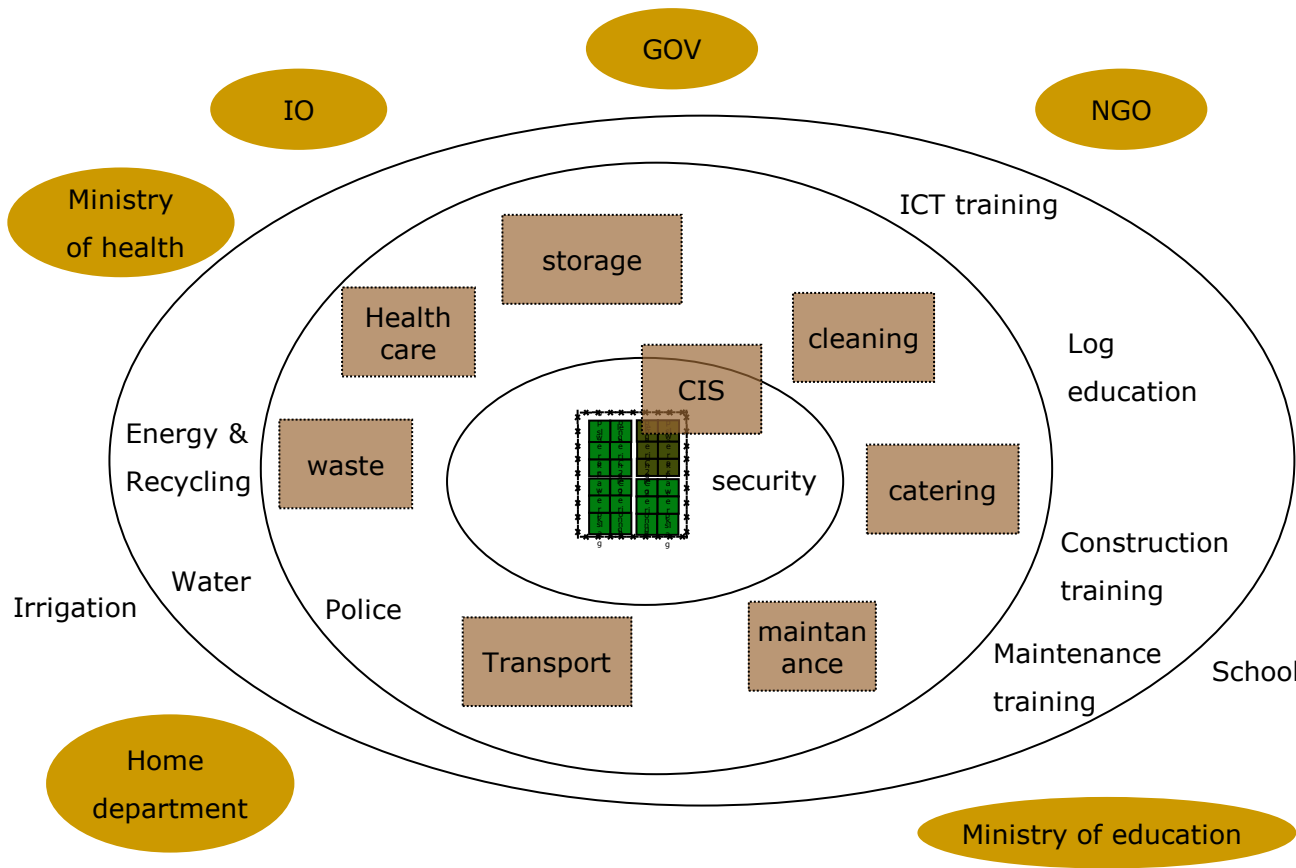 GOV
IO
NGO
Ministry
of health
ICT training
storage
Health
care
cleaning
Log
education
CIS
Energy &
Recycling
waste
security
catering
Construction
training
Water
Irrigation
Police
Transport
maintan
ance
Maintenance
training
School
Home
department
Ministry of education